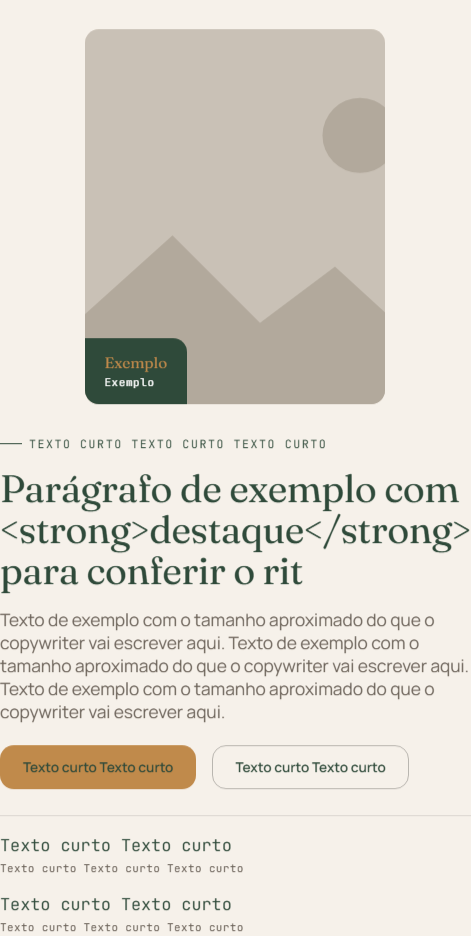 Exemplo
Exemplo
TEXTO CURTO TEXTO CURTO TEXTO CURTO
Parágrafo de exemplo com
<strong>destaque</strong>
para conferir o rit
Texto de exemplo com o tamanho aproximado do que o
copywriter vai escrever aqui. Texto de exemplo com o
tamanho aproximado do que o copywriter vai escrever aqui.
Texto de exemplo com o tamanho aproximado do que o
copywriter vai escrever aqui.
Texto curto Texto curto
Texto curto Texto curto
Texto curto Texto curto
Texto curto Texto curto Texto curto
Texto curto Texto curto
Texto curto Texto curto Texto curto